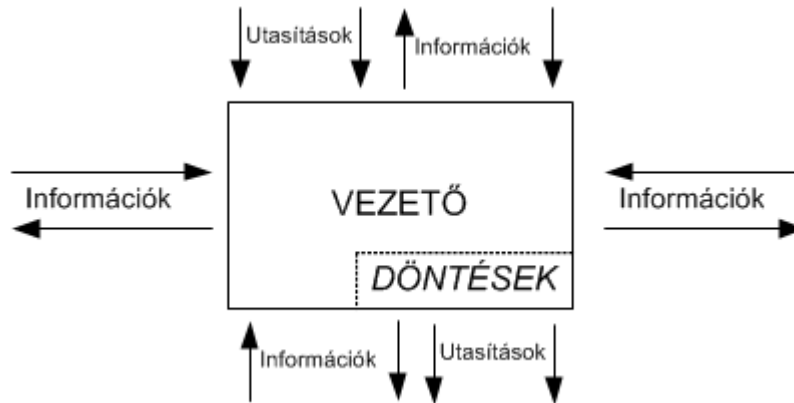 Utasítások
Információk
Információk
VEZETŐ
Információk
DÖNTÉSEK
Információk
Utasítások